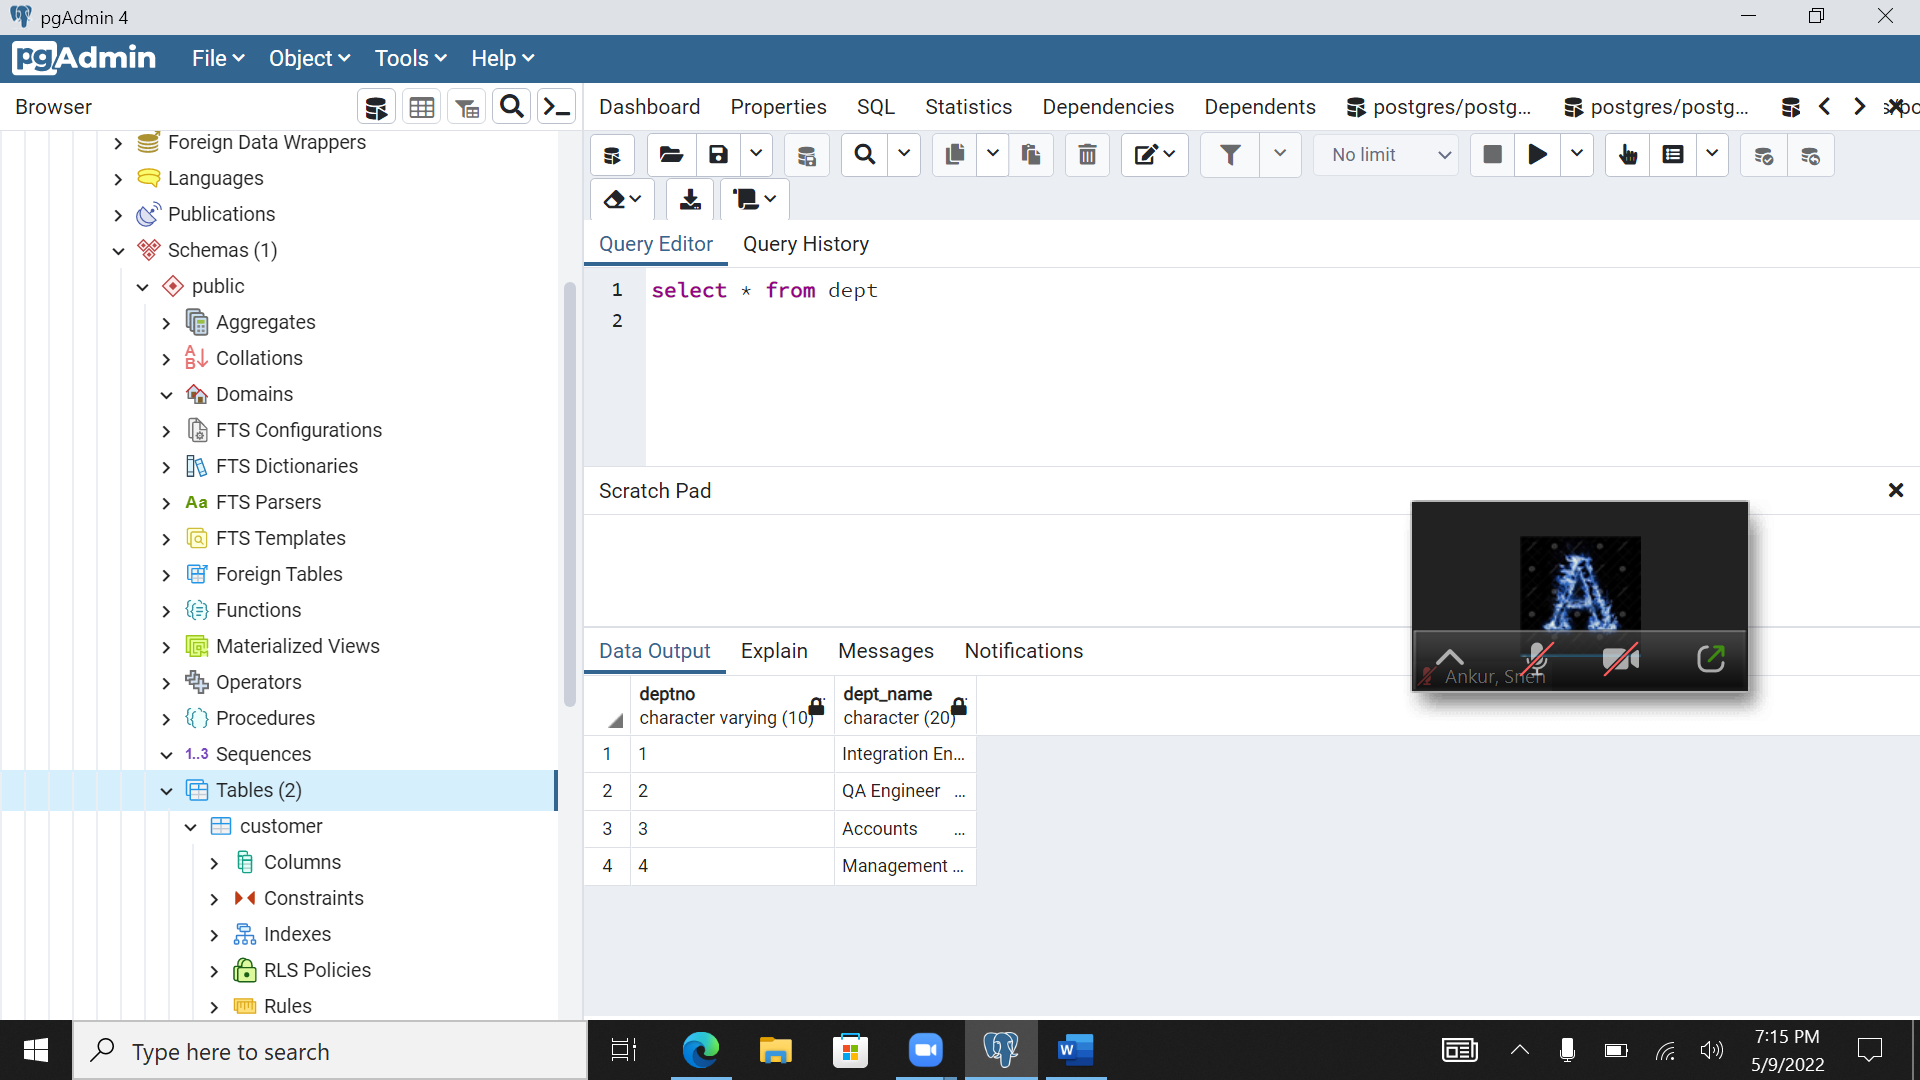 pgAdmin 4
pgAdmin File Object Tools Help
Browser
Dashboard Properties SQL Statistics Dependencies Dependents postgres/postg... postgres/postg...
Foreign Data Wrappers
Languages
Publications
Schemas (1)
public
Aggregates
Collations
Domains
FTS Configurations
FTS Dictionaries
Aa FTS Parsers
FTS Templates
Foreign Tables
Functions
Materialized Views
Operators
Procedures
1..3 Sequences
Tables (2)
customer
Columns
Constraints
Indexes
RLS Policies
Rules
No limit
Query Editor Query History
1 select * from dept
2
Scratch Pad
A
Ankur, Sneh
Data Output Explain Messages Notifications
deptno dept_name
character varying (10) character (20)
1 1 Integration En...
2 2 QA Engineer ...
3 3 Accounts ...
4 4 Management ...
Type here to search
W
7:15 PM
5/9/2022